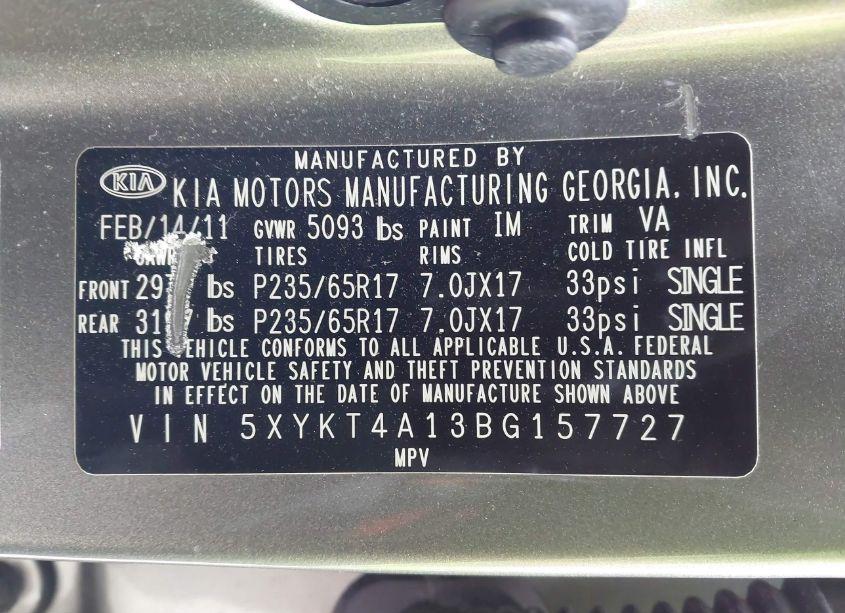 MANUFACTURED BY
KIA KIA MOTORS MANUFACTURING GEORGIA, INC.
FEB/14/11 GVWR 5093 lbs PAINT IM TRIM VA
TIRES RIMS COLD TIRE INFL
FRONT lbs P235/65R17 7.0JX17 33psi SINGLE
REAR lbs P235/65R17 7.0JX17 33psi SINGLE
THIS VEHICLE CONFORMS TO ALL APPLICABLE U.S.A. FEDERAL
MOTOR VEHICLE SAFETY AND THEFT PREVENTION STANDARDS
IN EFFECT ON THE DATE OF MANUFACTURE SHOWN ABOVE
VIN 5XYKT4A13BG157727
MPV